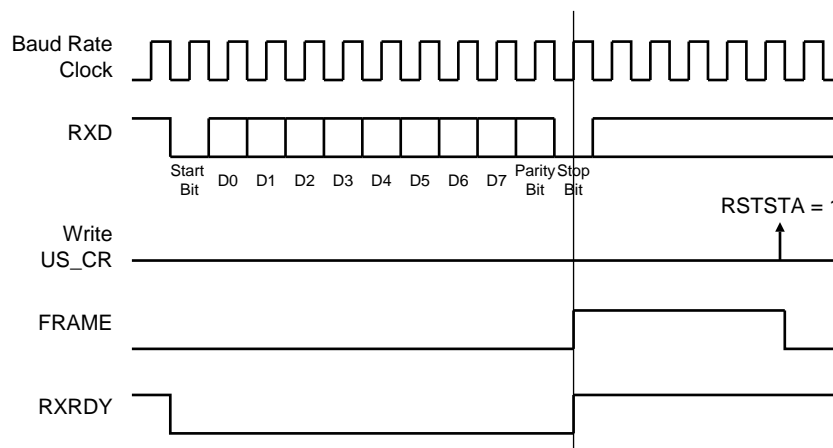 Baud Rate
Clock
RXD
Start
Bit
D0
D1
D2
D3
D4
D5
D6
D7
Parity
Bit
Stop
Bit
RSTSTA = 1
Write
US_CR
FRAME
RXRDY